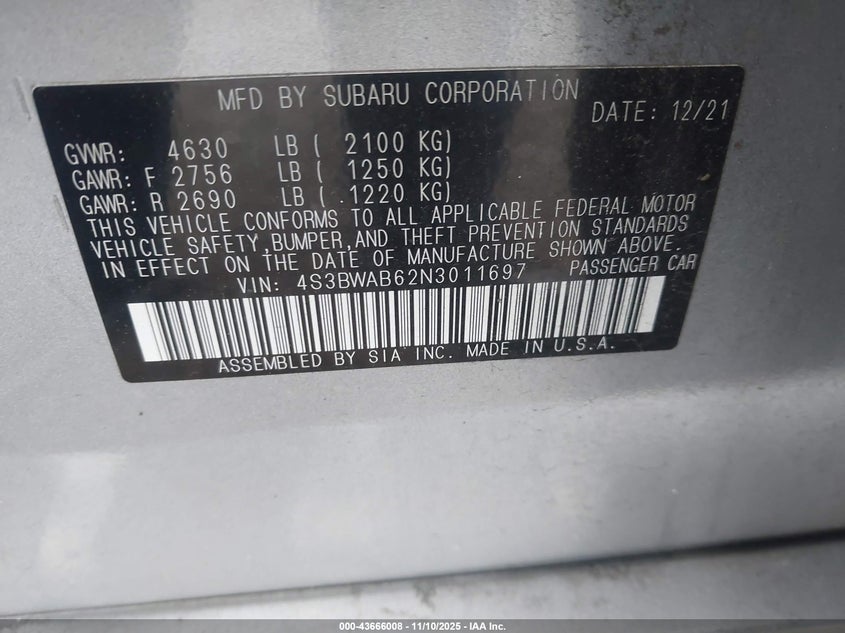 MFD BY SUBARU CORPORATION
DATE: 12/21
GVWR: 4630 LB ( 2100 KG)
GAWR: F 2756 LB ( 1250 KG)
GAWR: R 2690 LB ( 1220 KG)
THIS VEHICLE CONFORMS TO ALL APPLICABLE FEDERAL MOTOR
VEHICLE SAFETY,BUMPER,AND THEFT PREVENTION STANDARDS
IN EFFECT ON THE DATE OF MANUFACTURE SHOWN ABOVE.
VIN: 4S3BWAB62N3011697 PASSENGER CAR
ASSEMBLED BY SIA INC. MADE IN U.S.A.
000-43666008 - 11/10/2025 - IAA Inc.